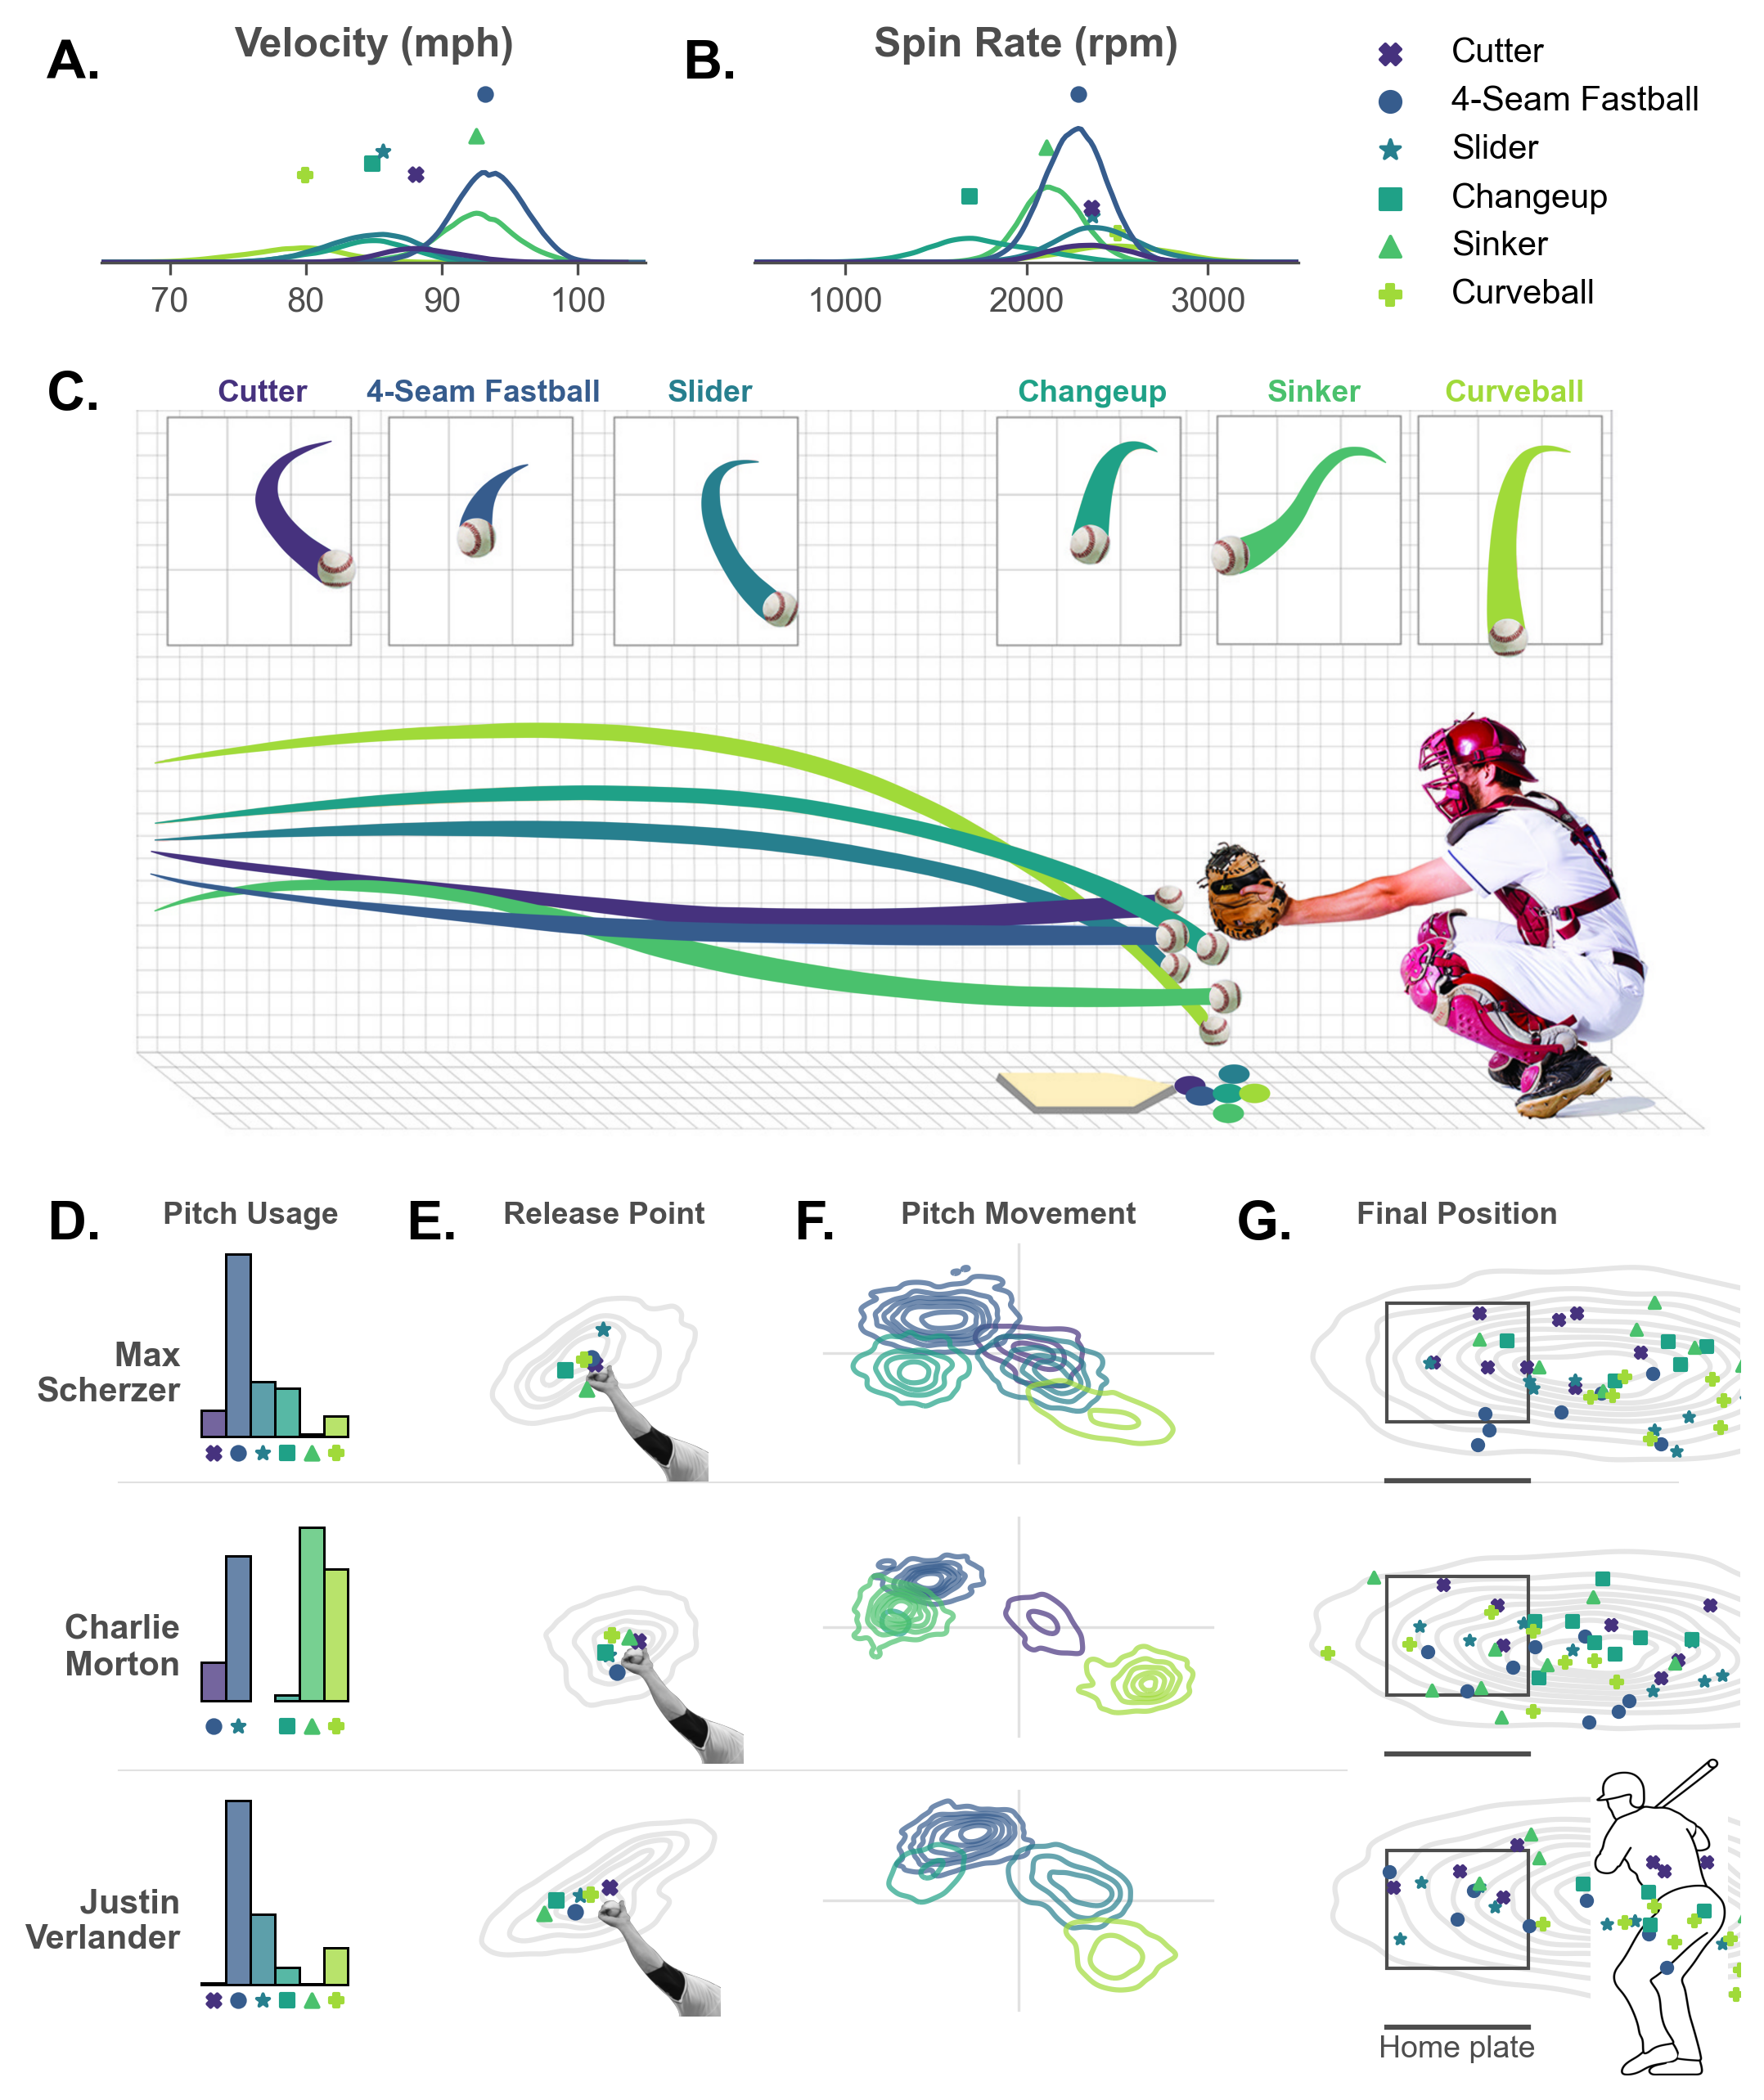 A.
Velocity (mph)
70
80
90
100
B.
Spin Rate (rpm)
1000
2000
3000
Cutter
4-Seam Fastball
Slider
Changeup
Sinker
Curveball
C.
Cutter
4-Seam Fastball
Slider
Changeup
Sinker
Curveball
D.
Pitch Usage
E.
Release Point
F.
Pitch Movement
G.
Final Position
Max
Scherzer
Charlie
Morton
Justin
Verlander
Home plate